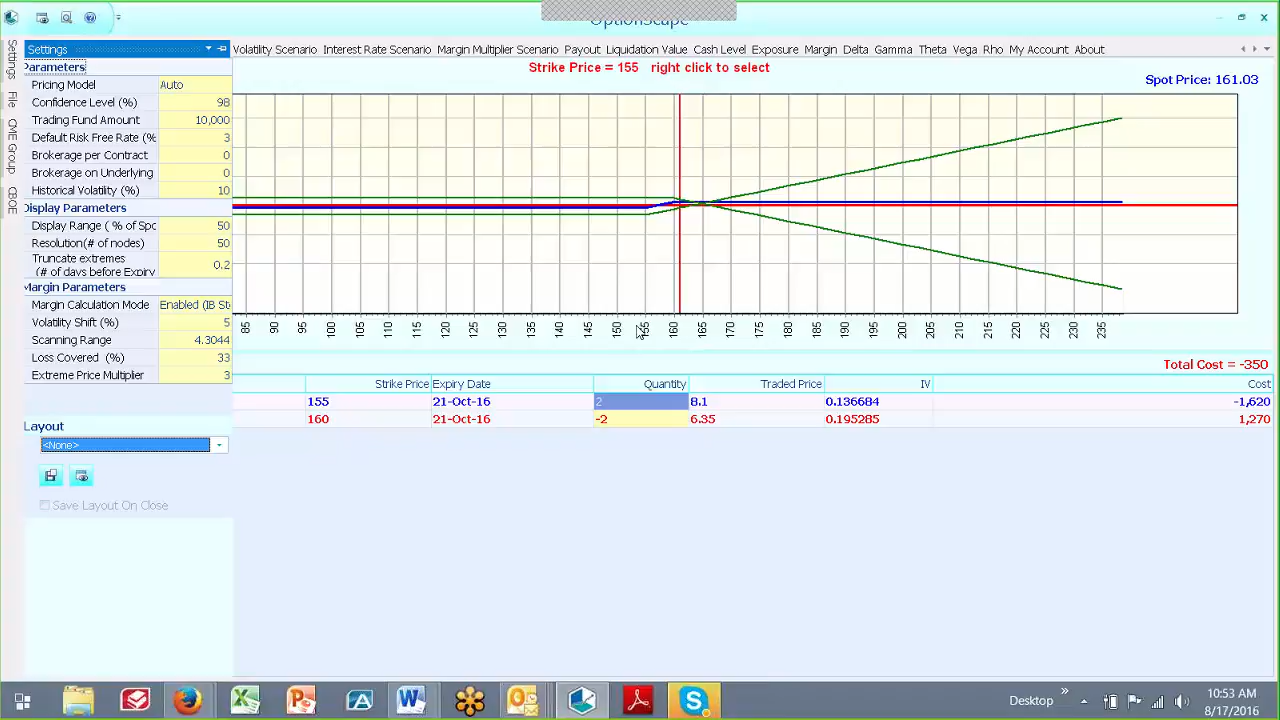 OptionScape
Settings
Volatility Scenario Interest Rate Scenario Margin Multiplier Scenario Payout Liquidation Value Cash Level Exposure Margin Delta Gamma Theta Vega Rho My Account About
Settings
File
CME Group
CBOE
Parameters
Pricing Model Auto
Confidence Level (%) 98
Trading Fund Amount 10,000
Default Risk Free Rate (% 3
Brokerage per Contract 0
Brokerage on Underlying 0
Historical Volatility (%) 10
Display Parameters
Display Range ( % of Spo 50
Resolution(# of nodes) 50
Truncate extremes
(# of days before Expiry 0.2
Margin Parameters
Margin Calculation Mode Enabled (IB St
Volatility Shift (%) 5
Scanning Range 4.3044
Loss Covered (%) 33
Extreme Price Multiplier 3
Layout
<None>
Save Layout On Close
Strike Price = 155 right click to select
Spot Price: 161.03
85 90 95 100 105 110 115 120 125 130 135 140 145 150 155 160 165 170 175 180 185 190 195 200 205 210 215 220 225 230 235
Total Cost = -350
Strike Price Expiry Date Quantity Traded Price IV Cost
155 21-Oct-16 2 8.1 0.136684 -1,620
160 21-Oct-16 -2 6.35 0.195285 1,270
Desktop
10:53 AM
8/17/2016